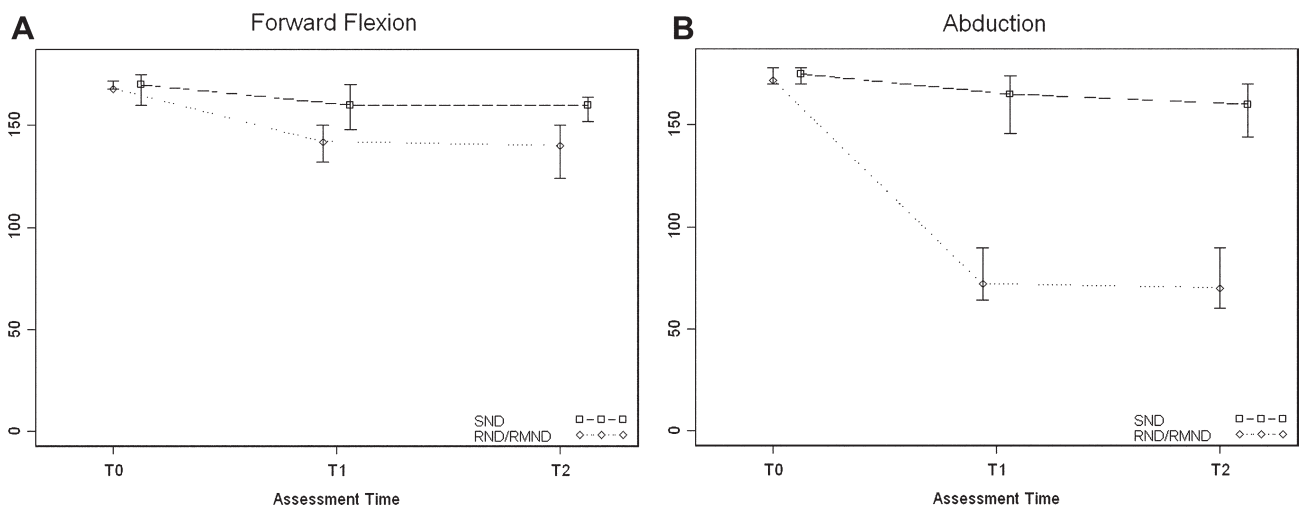 A
Forward Flexion
150
100
50
0
SND
RND/RMND
T0
T1
T2
Assessment Time
B
Abduction
150
100
50
0
SND
RND/RMND
T0
T1
T2
Assessment Time